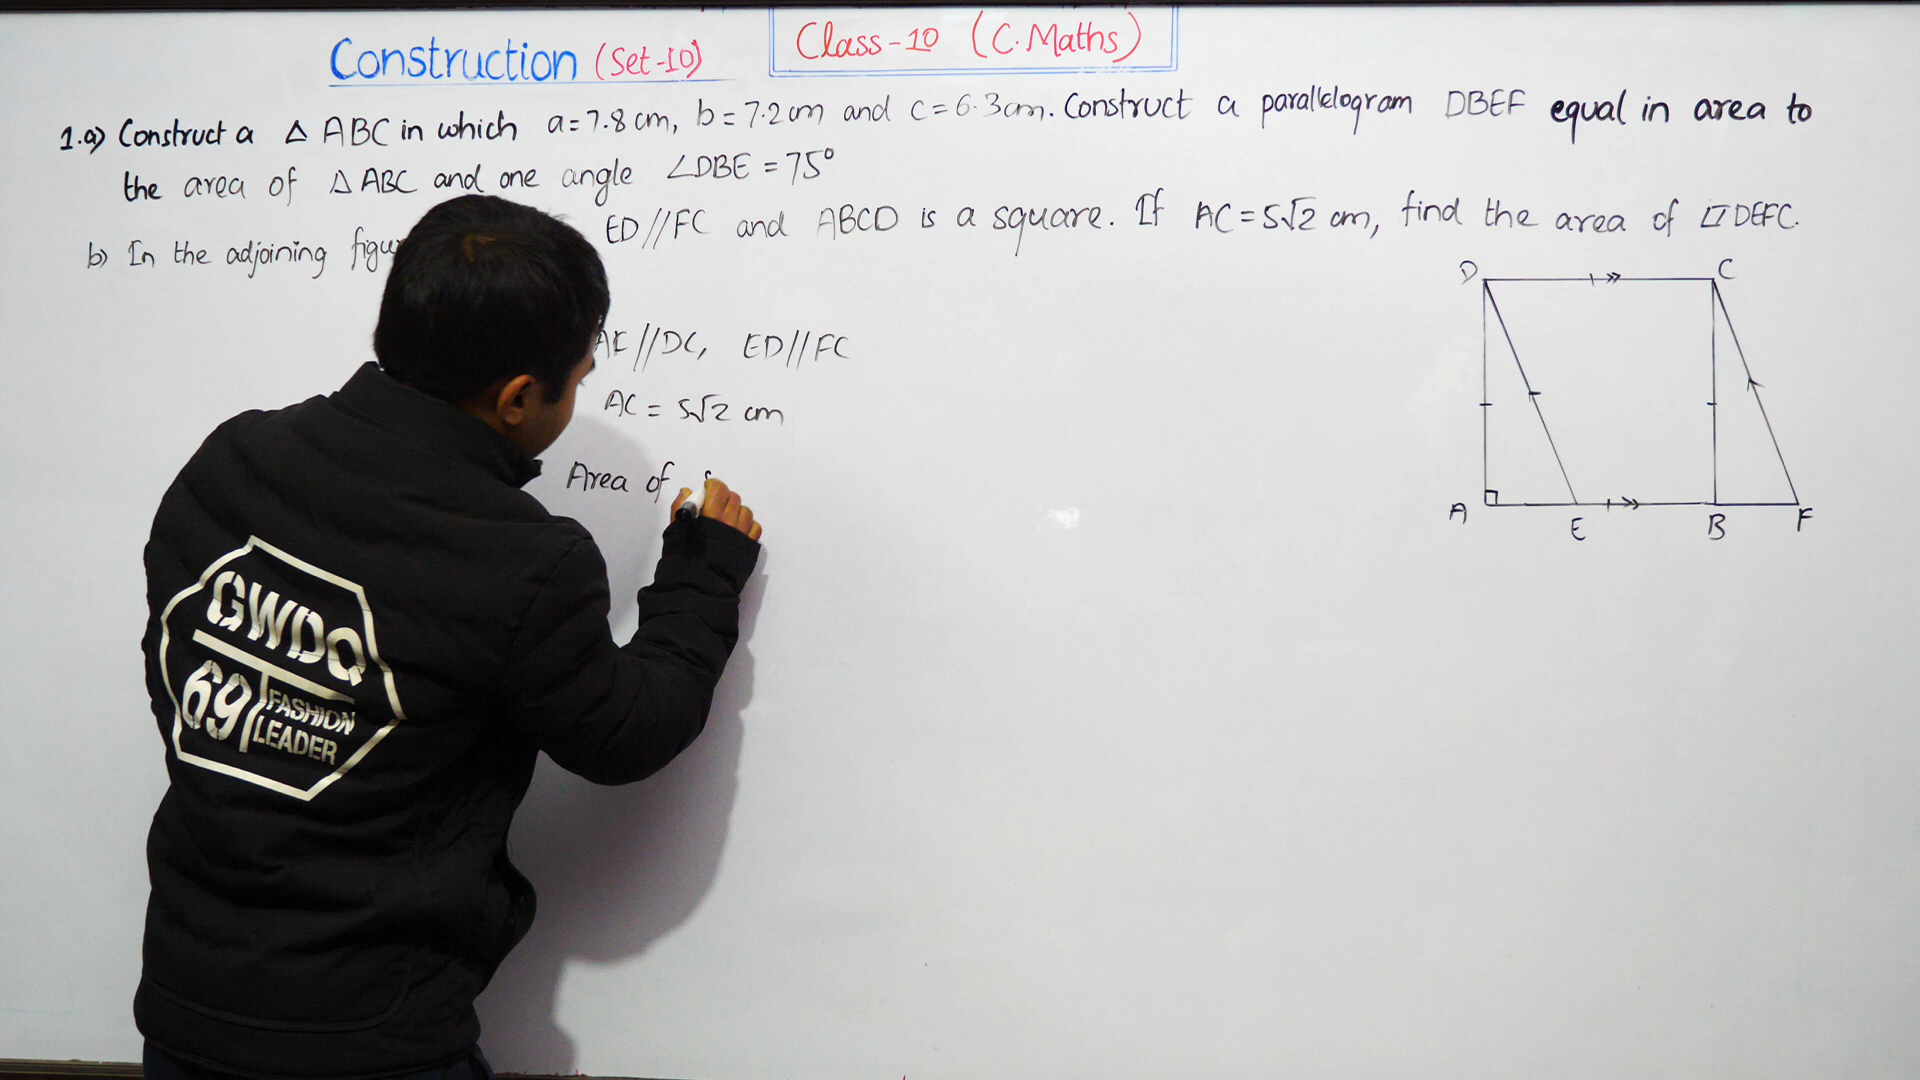 Construction (Set-10)
Class-10 (C.Maths)
1.a) Construct a △ ABC in which a=7.8 cm, b=7.2 cm and c=6.3cm. Construct a parallelogram DBEF equal in area to
the area of △ ABC and one angle ∠DBE = 75°
b) In the adjoining figu ED//FC and ABCD is a square. If AC=5√2 cm, find the area of ▱DEFC.
//DC, ED//FC
AC = 5√2 cm
Area of
D C
A E B F
GWDQ
69 FASHION
LEADER